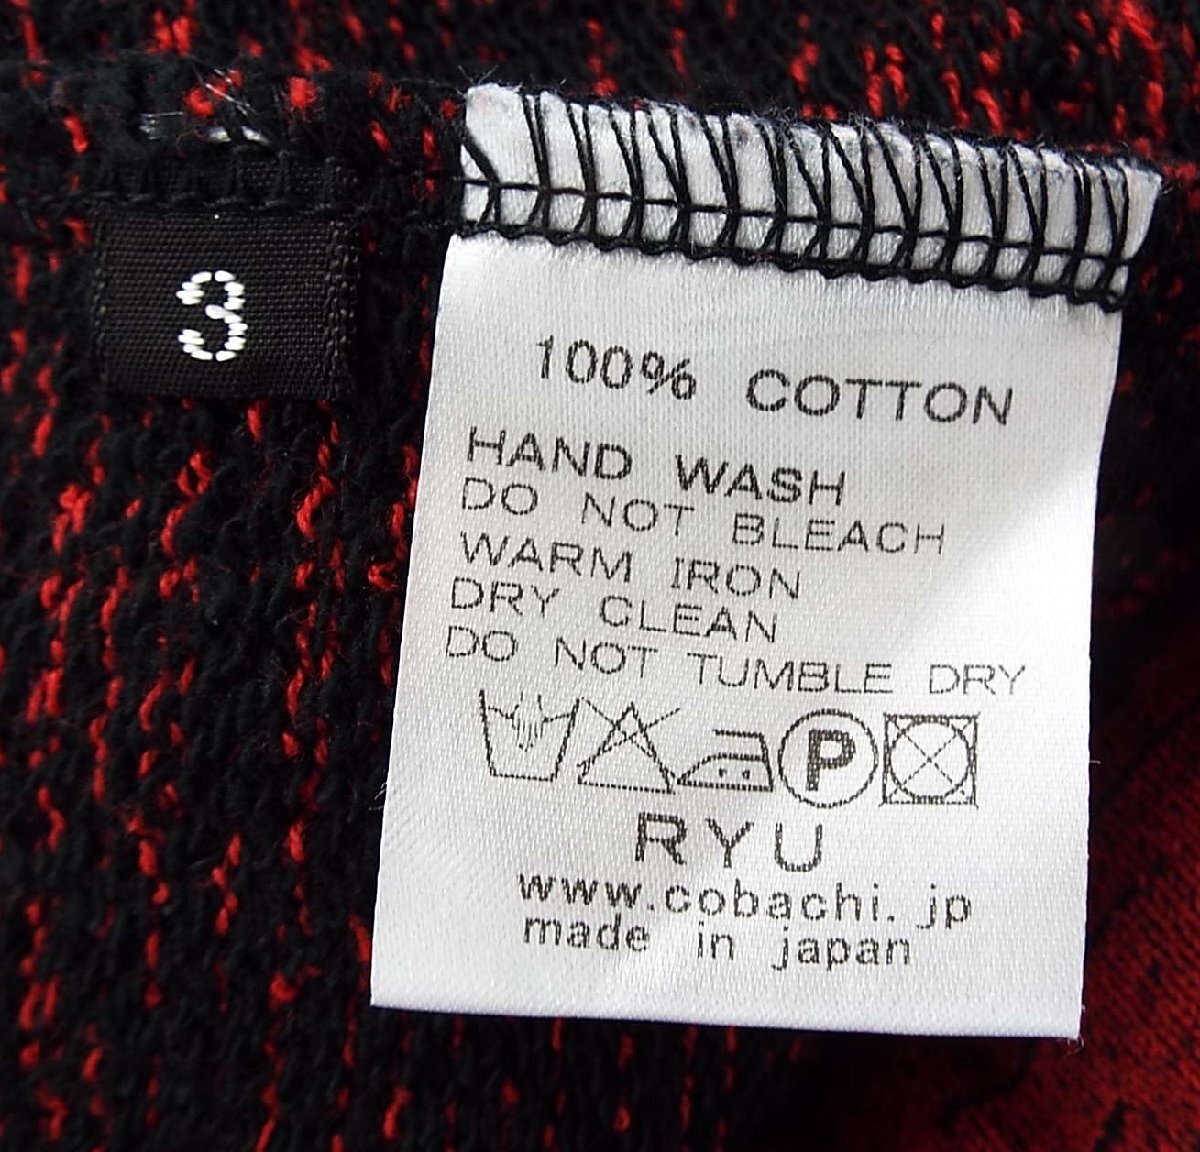 3
100% COTTON
HAND WASH
DO NOT BLEACH
WARM IRON
DRY CLEAN
DO NOT TUMBLE DRY
P
RYU
www.cobachi.jp
made in japan